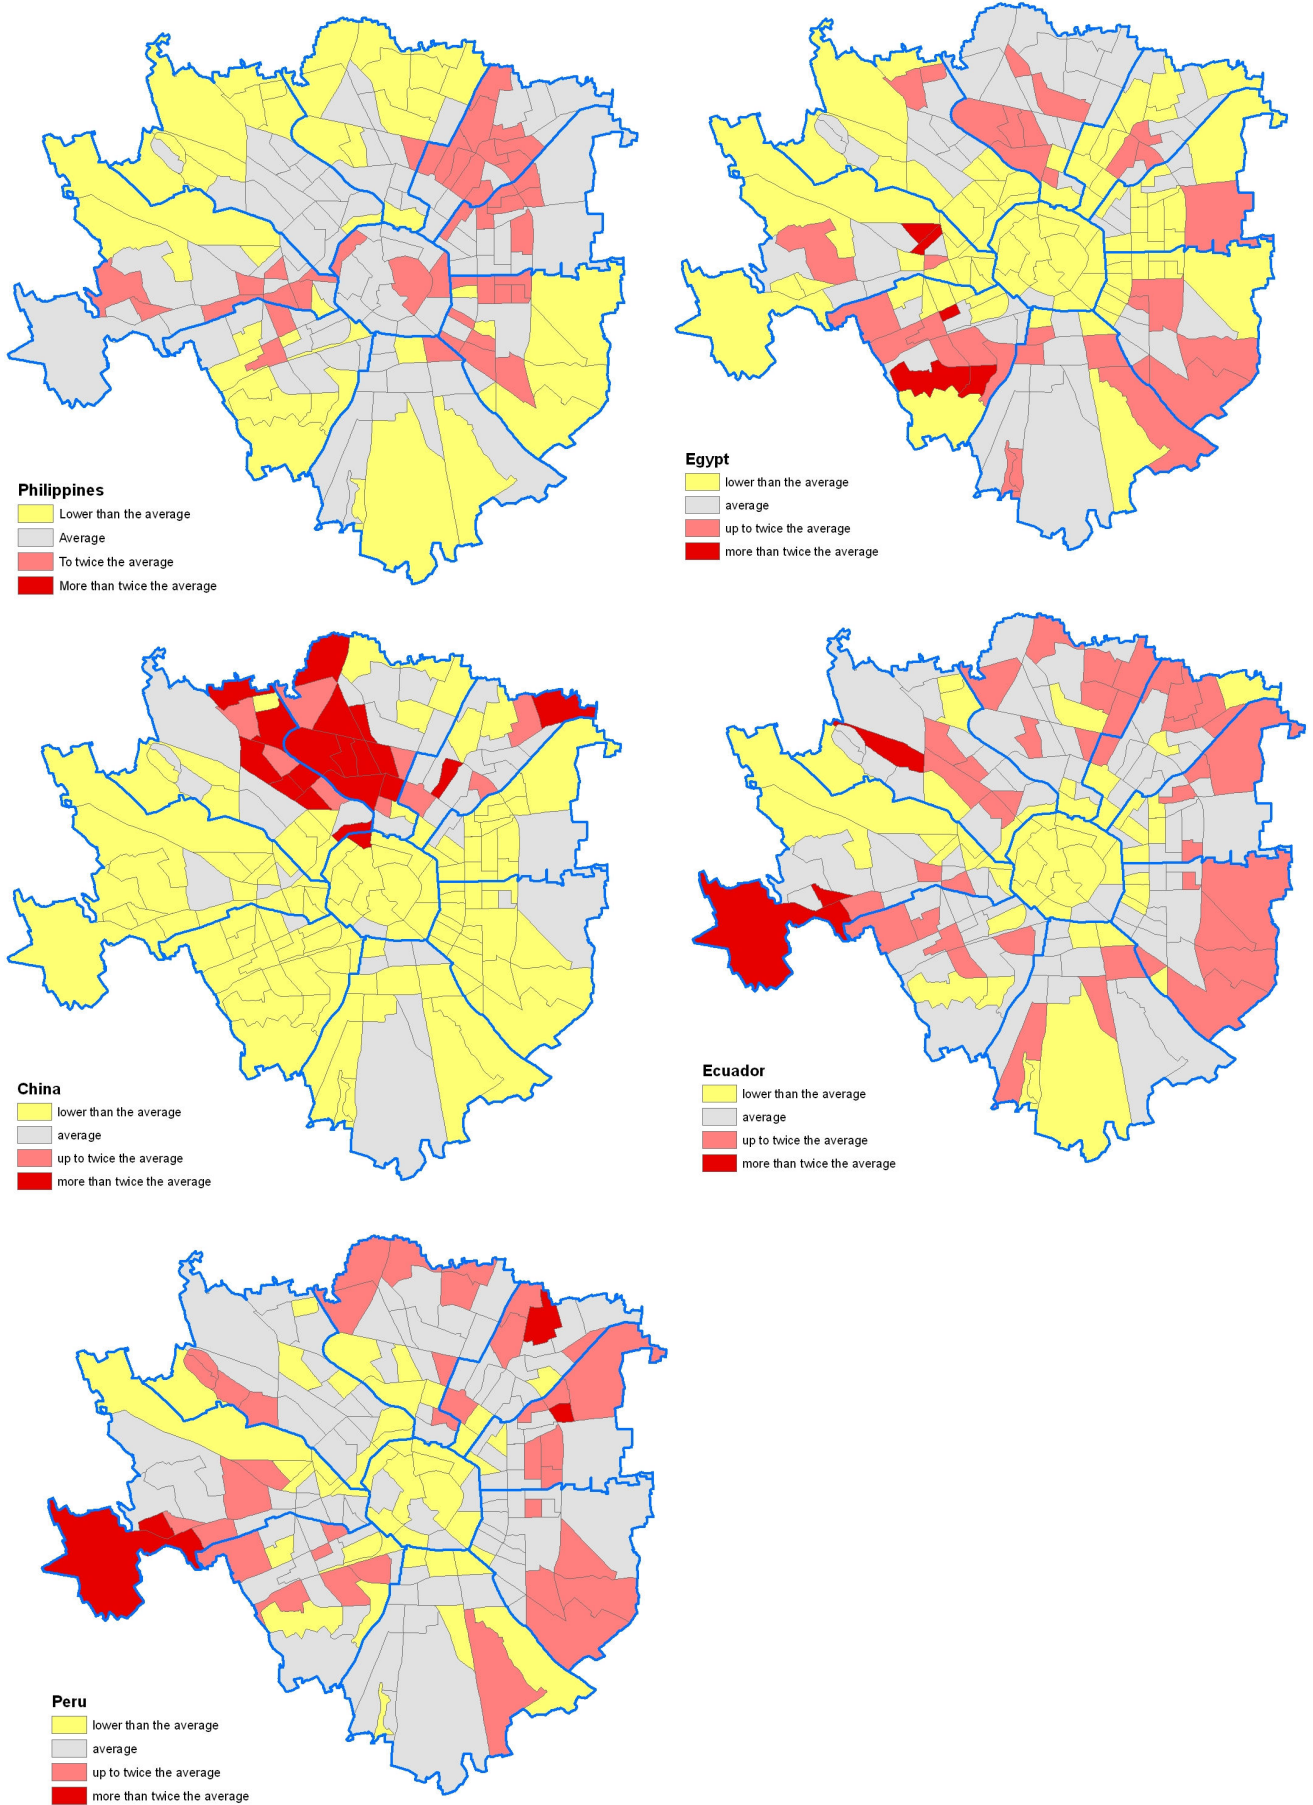 Philippines
Lower than the average
Average
To twice the average
More than twice the average
Egypt
lower than the average
average
up to twice the average
more than twice the average
China
lower than the average
average
up to twice the average
more than twice the average
Ecuador
lower than the average
average
up to twice the average
more than twice the average
Peru
lower than the average
average
up to twice the average
more than twice the average